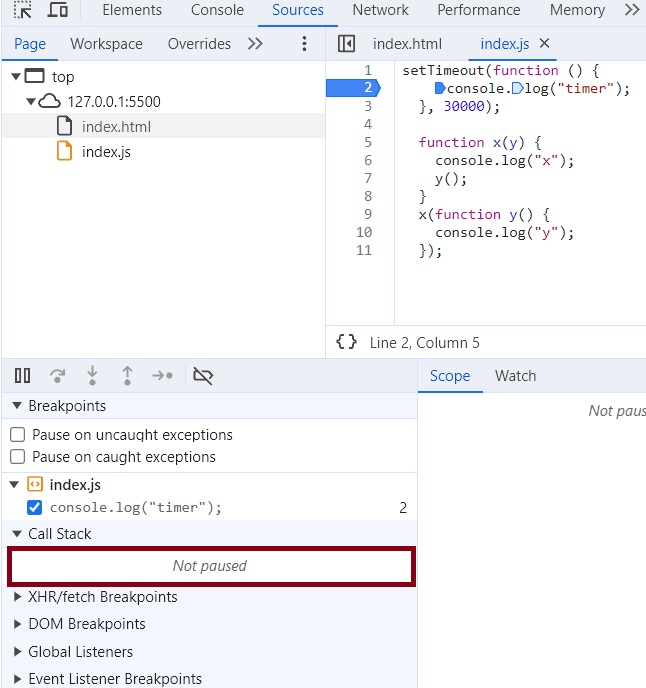 Elements Console Sources Network Performance Memory >>
Page Workspace Overrides >>
index.html index.js ×
top
127.0.0.1:5500
index.html
index.js
1 setTimeout(function () {
2 console.log("timer");
3 }, 30000);
4
5 function x(y) {
6 console.log("x");
7 y();
8 }
9 x(function y() {
10 console.log("y");
11 });
{} Line 2, Column 5
Scope Watch
Breakpoints
Not paus
Pause on uncaught exceptions
Pause on caught exceptions
index.js
console.log("timer"); 2
Call Stack
Not paused
XHR/fetch Breakpoints
DOM Breakpoints
Global Listeners
Event Listener Breakpoints